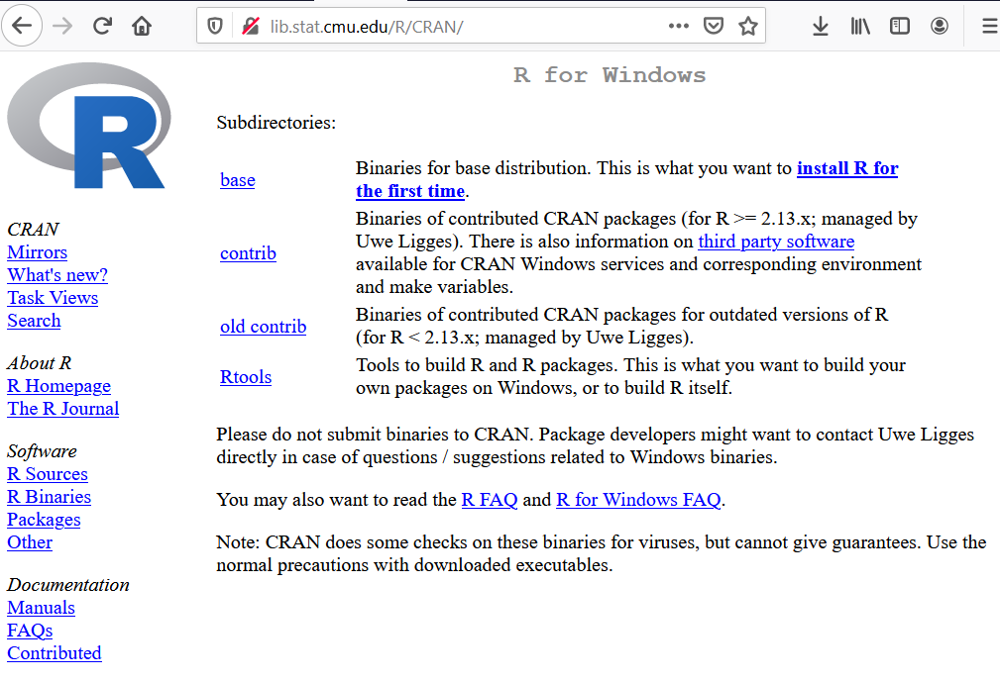 lib.stat.cmu.edu/R/CRAN/
R
CRAN
Mirrors
What's new?
Task Views
Search
About R
R Homepage
The R Journal
Software
R Sources
R Binaries
Packages
Other
Documentation
Manuals
FAQs
Contributed
R for Windows
Subdirectories:
base
Binaries for base distribution. This is what you want to install R for
the first time.
contrib
Binaries of contributed CRAN packages (for R >= 2.13.x; managed by
Uwe Ligges). There is also information on third party software
available for CRAN Windows services and corresponding environment
and make variables.
old contrib
Binaries of contributed CRAN packages for outdated versions of R
(for R < 2.13.x; managed by Uwe Ligges).
Rtools
Tools to build R and R packages. This is what you want to build your
own packages on Windows, or to build R itself.
Please do not submit binaries to CRAN. Package developers might want to contact Uwe Ligges
directly in case of questions / suggestions related to Windows binaries.
You may also want to read the R FAQ and R for Windows FAQ.
Note: CRAN does some checks on these binaries for viruses, but cannot give guarantees. Use the
normal precautions with downloaded executables.